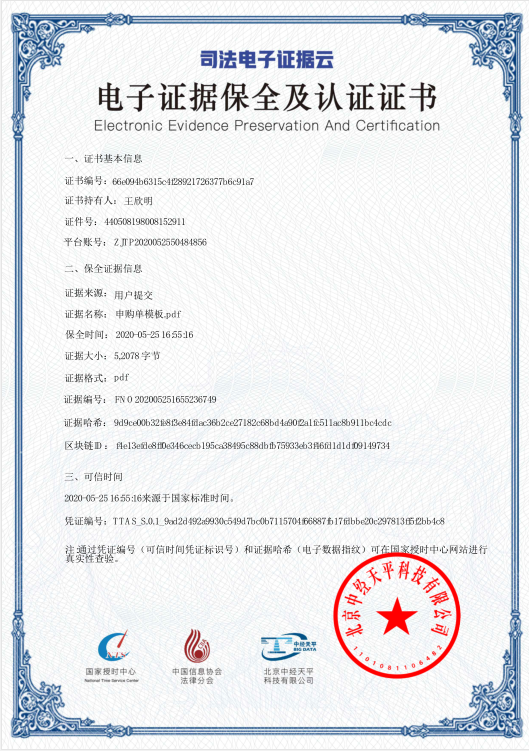 司法电子证据云
电子证据保全及认证证书
Electronic Evidence Preservation And Certification
一、证书基本信息
证书编号：66e094b6315c4f28921726377b6c91a7
证书持有人：王欣明
证件号：440508198008152911
平台账号：ZJTP2020052550484856
二、保全证据信息
证据来源：用户提交
证据名称：申购单模板.pdf
保全时间：2020-05-25 16:55:16
证据大小：5,2078 字节
证据格式：pdf
证据编号：FNO202005251655236749
证据哈希：9d9ce00b32fe8f3e84fdac36b2ce27182c68bd4a90f2a1fc511ac8b911bc4cdc
区块链ID：f4e13efde8ff0e346cecb195ca38495c88dbfb75933eb3f46fd1d1df09149734
三、可信时间
2020-05-25 16:55:16来源于国家标准时间。
凭证编号：TTAS_S.0.1_9ad2d492a9930c549d7bc0b7115704f66887fb17fdbbe20c297813ff5f2bb4c8
注:通过凭证编号（可信时间凭证标识号）和证据哈希（电子数据指纹）可在国家授时中心网站进行
真实性查验。
北京中经天平科技有限公司
1101081106482
国家授时中心
National Time Service Center
中国信息协会
法律分会
中经天平
BIG DATA
北京中经天平
科技有限公司